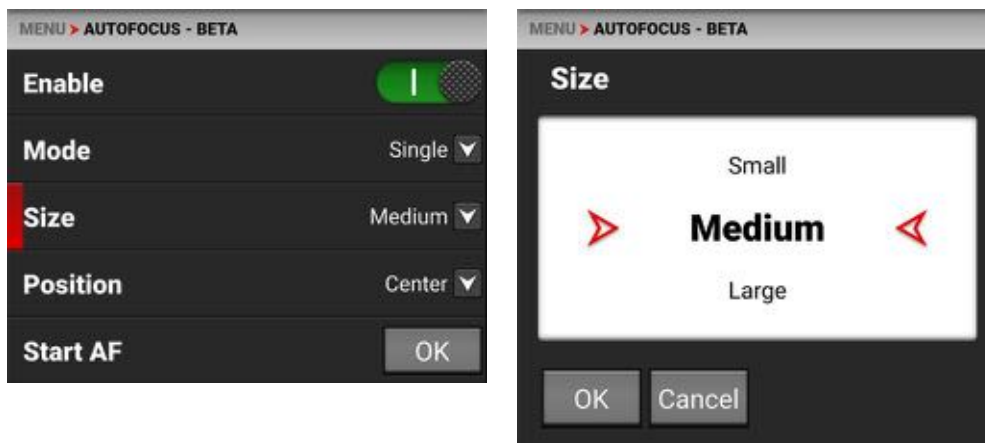 MENU > AUTOFOCUS - BETA
Enable
Mode Single
Size Medium
Position Center
Start AF OK
MENU > AUTOFOCUS - BETA
Size
Small
Medium
Large
OK Cancel